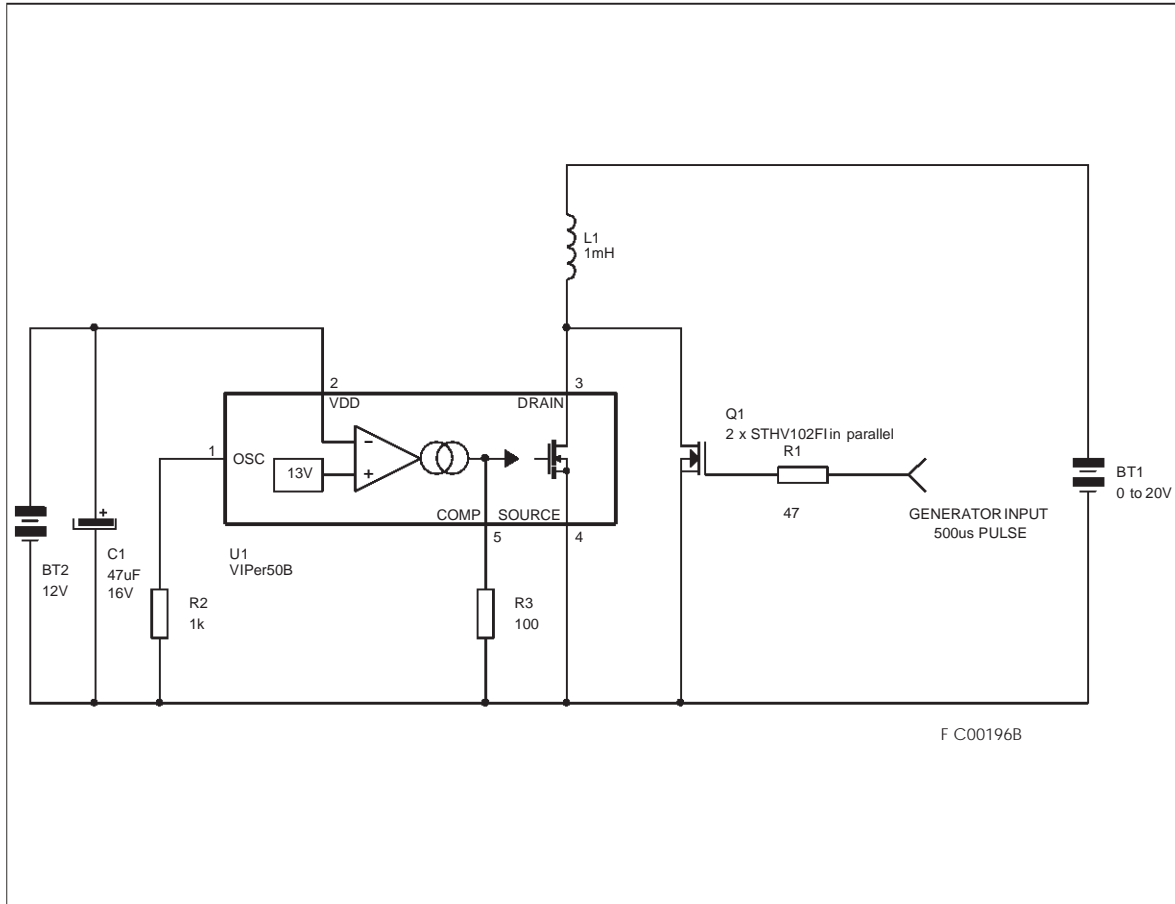 L1
1mH
2
3
VDD
DRAIN
Q1
2 x STHV102FI in parallel
R1
1
OSC
13V
-
+
BT1
0 to 20V
47
GENERATOR INPUT
500us PULSE
COMP
SOURCE
5
4
+
U1
VIPer50B
BT2
12V
C1
47uF
16V
R2
1k
R3
100
F C00196B